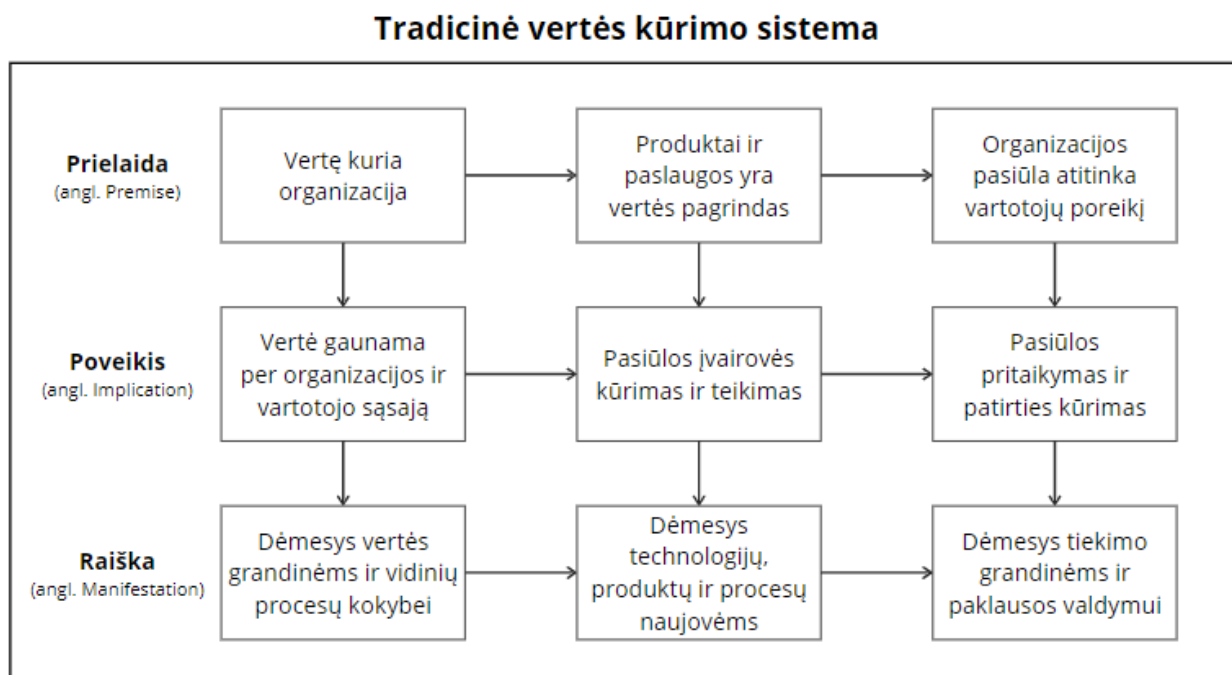 Tradicinė vertės kūrimo sistema
Prielaida
(angl. Premise)
Vertę kuria
organizacija
Produktai ir
paslaugos yra
vertės pagrindas
Organizacijos
pasiūla atitinka
vartotojų poreikį
Poveikis
(angl. Implication)
Vertė gaunama
per organizacijos ir
vartotojo sąsają
Pasiūlos įvairovės
kūrimas ir teikimas
Pasiūlos
pritaikymas ir
patirties kūrimas
Raiška
(angl. Manifestation)
Dėmesys vertės
grandinėms ir vidinių
procesų kokybei
Dėmesys
technologijų,
produktų ir procesų
naujovėms
Dėmesys tiekimo
grandinėms ir
paklausos valdymui